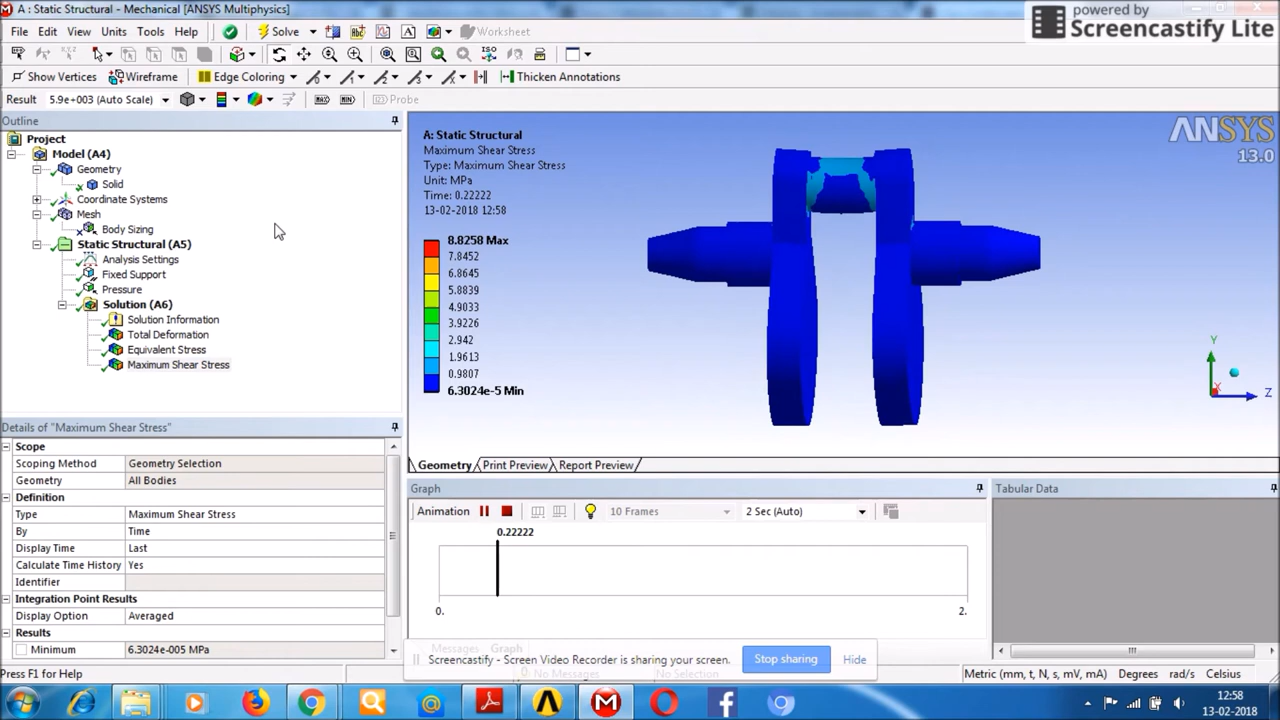 A : Static Structural - Mechanical [ANSYS Multiphysics]
powered by
Screencastify Lite
File Edit View Units Tools Help Solve Worksheet
Show Vertices Wireframe Edge Coloring Thicken Annotations
Result 5.9e+003 (Auto Scale) MAX MIN Probe
Outline
Project
Model (A4)
Geometry
Solid
Coordinate Systems
Mesh
Body Sizing
Static Structural (A5)
Analysis Settings
Fixed Support
Pressure
Solution (A6)
Solution Information
Total Deformation
Equivalent Stress
Maximum Shear Stress
A: Static Structural
Maximum Shear Stress
Type: Maximum Shear Stress
Unit: MPa
Time: 0.22222
13-02-2018 12:58
8.8258 Max
7.8452
6.8645
5.8839
4.9033
3.9226
2.942
1.9613
0.9807
6.3024e-5 Min
ANSYS
13.0
Y
X
Z
Geometry Print Preview Report Preview
Details of "Maximum Shear Stress"
Scope
Scoping Method Geometry Selection
Geometry All Bodies
Definition
Type Maximum Shear Stress
By Time
Display Time Last
Calculate Time History Yes
Identifier
Integration Point Results
Display Option Averaged
Results
Minimum 6.3024e-005 MPa
Graph
Animation 10 Frames 2 Sec (Auto)
0.22222
0. 2.
Tabular Data
Messages Graph
Screencastify - Screen Video Recorder is sharing your screen. Stop sharing Hide
Press F1 for Help No Messages No Selection Metric (mm, t, N, s, mV, mA) Degrees rad/s Celsius
12:58
13-02-2018